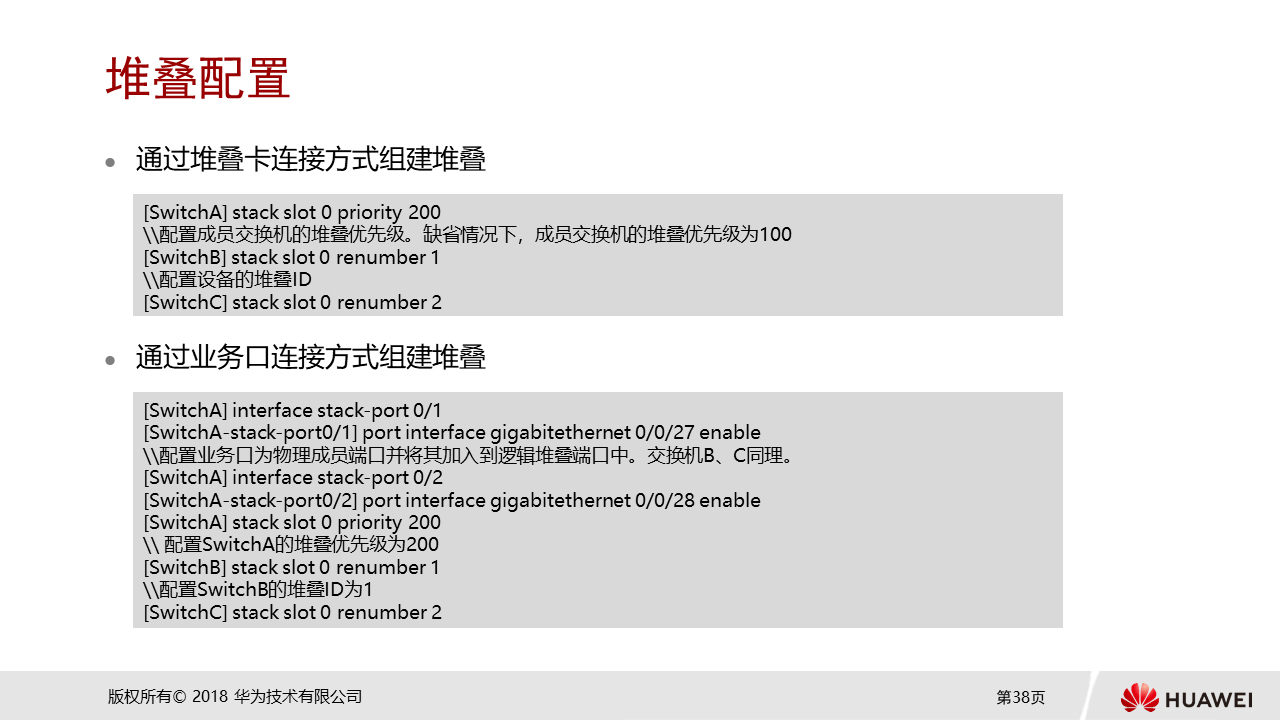 堆叠配置
通过堆叠卡连接方式组建堆叠
[SwitchA] stack slot 0 priority 200
\\配置成员交换机的堆叠优先级。缺省情况下，成员交换机的堆叠优先级为100
[SwitchB] stack slot 0 renumber 1
\\配置设备的堆叠ID
[SwitchC] stack slot 0 renumber 2
通过业务口连接方式组建堆叠
[SwitchA] interface stack-port 0/1
[SwitchA-stack-port0/1] port interface gigabitethernet 0/0/27 enable
\\配置业务口为物理成员端口并将其加入到逻辑堆叠端口中。交换机B、C同理。
[SwitchA] interface stack-port 0/2
[SwitchA-stack-port0/2] port interface gigabitethernet 0/0/28 enable
[SwitchA] stack slot 0 priority 200
\\ 配置SwitchA的堆叠优先级为200
[SwitchB] stack slot 0 renumber 1
\\配置SwitchB的堆叠ID为1
[SwitchC] stack slot 0 renumber 2
版权所有© 2018 华为技术有限公司
第38页
HUAWEI